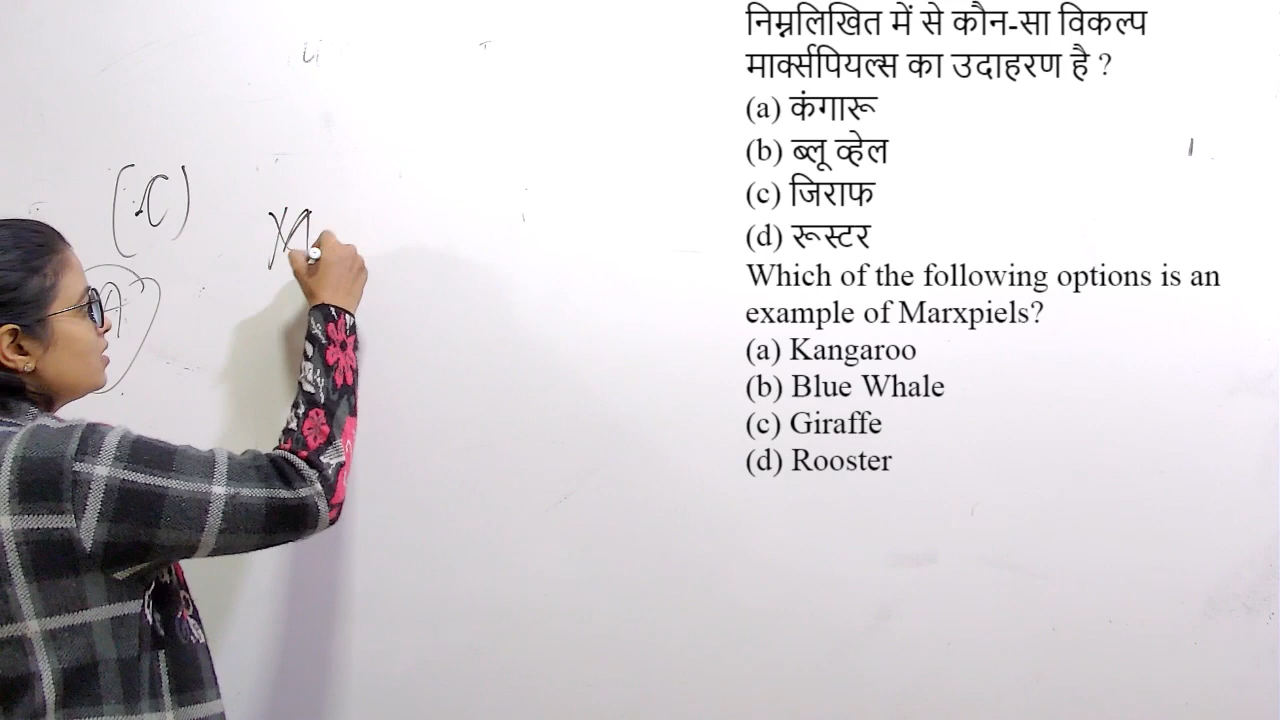 निम्नलिखित में से कौन-सा विकल्प
मार्क्सपियल्स का उदाहरण है ?
(a) कंगारू
(b) ब्लू व्हेल
(c) जिराफ
(d) रूस्टर
Which of the following options is an
example of Marxpiels?
(a) Kangaroo
(b) Blue Whale
(c) Giraffe
(d) Rooster